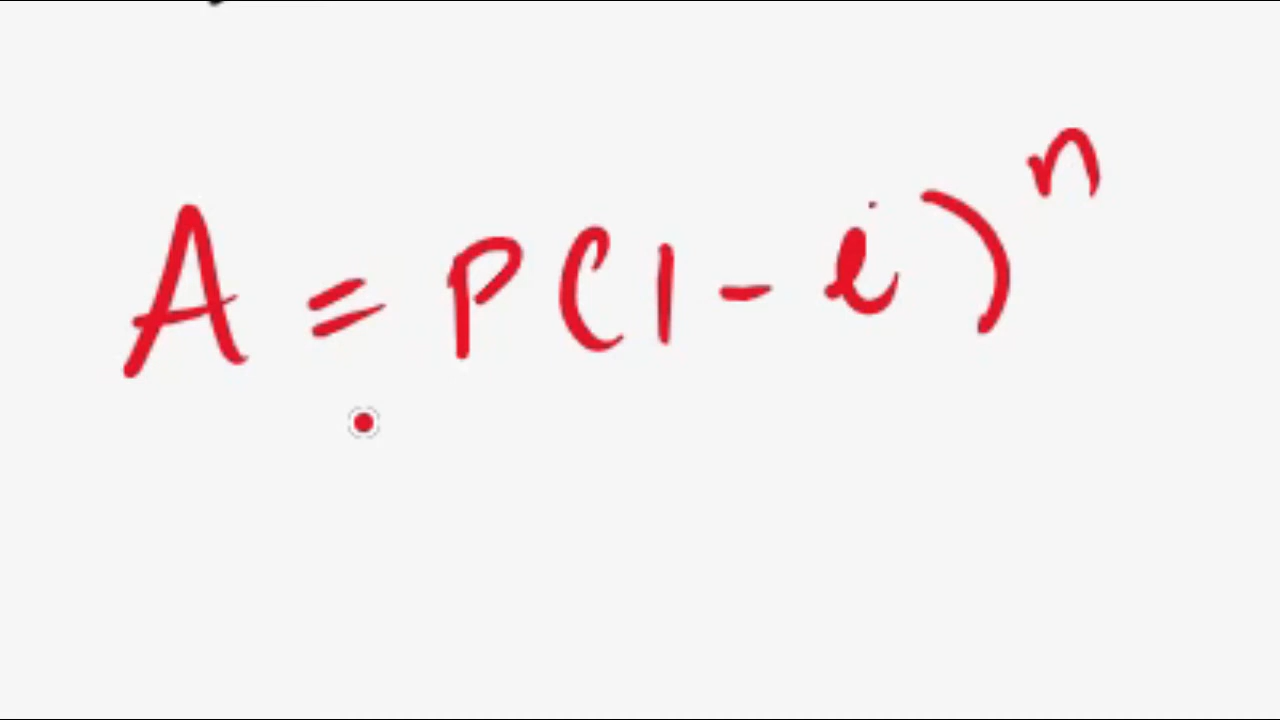 A = P(1 - i)^n